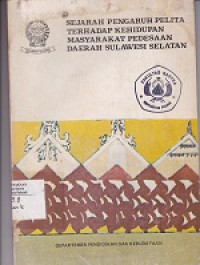 SEJARAH PENGARUH PELITA
TERHADAP KEHIDUPAN
MASYARAKAT PEDESAAN
DAERAH SULAWESI SELATAN
DEPARTEMEN PENDIDIKAN DAN KEBUDAYAAN